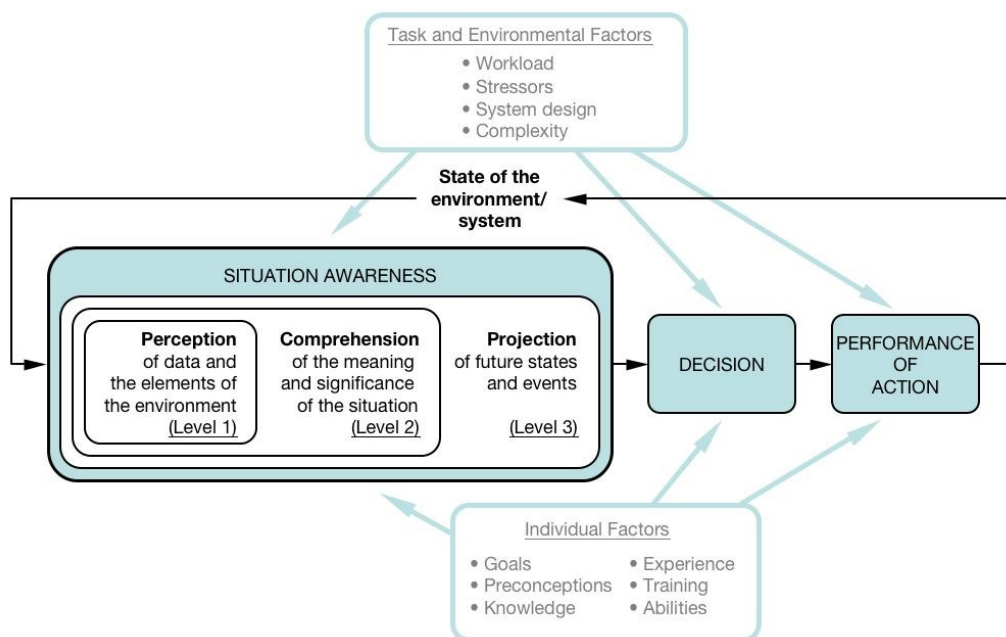 Task and Environmental Factors
• Workload
• Stressors
• System design
• Complexity
State of the
environment/
system
SITUATION AWARENESS
Perception
of data and
the elements of
the environment
(Level 1)
Comprehension
of the meaning
and significance
of the situation
(Level 2)
Projection
of future states
and events
(Level 3)
DECISION
PERFORMANCE
OF
ACTION
Individual Factors
• Goals
• Preconceptions
• Knowledge
• Experience
• Training
• Abilities